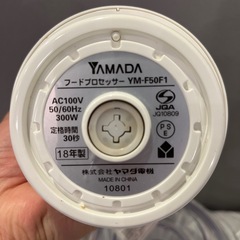 YAMADA
フードプロセッサー YM-F50F1
AC100V
50/60Hz
300W
定格時間
30秒
18年製
JQA
JQ10809
PS
E
株式会社 ヤマダ電機
MADE IN CHINA
10801